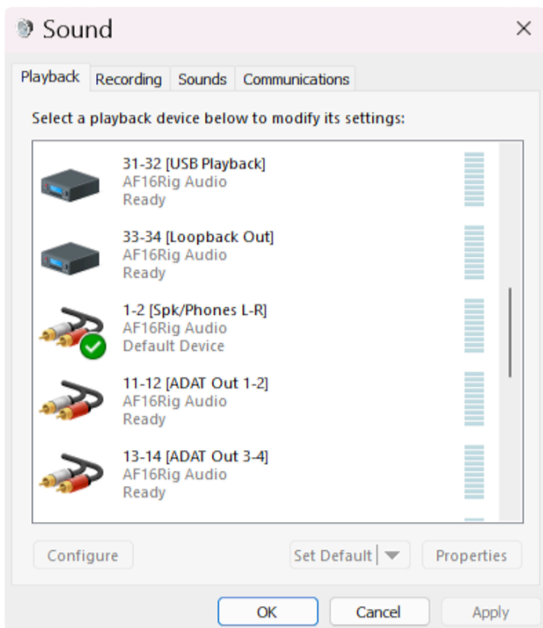 Sound
Playback Recording Sounds Communications
Select a playback device below to modify its settings:
31-32 [USB Playback]
AF16Rig Audio
Ready
33-34 [Loopback Out]
AF16Rig Audio
Ready
1-2 [Spk/Phones L-R]
AF16Rig Audio
Default Device
11-12 [ADAT Out 1-2]
AF16Rig Audio
Ready
13-14 [ADAT Out 3-4]
AF16Rig Audio
Ready
Configure Set Default Properties
OK Cancel Apply